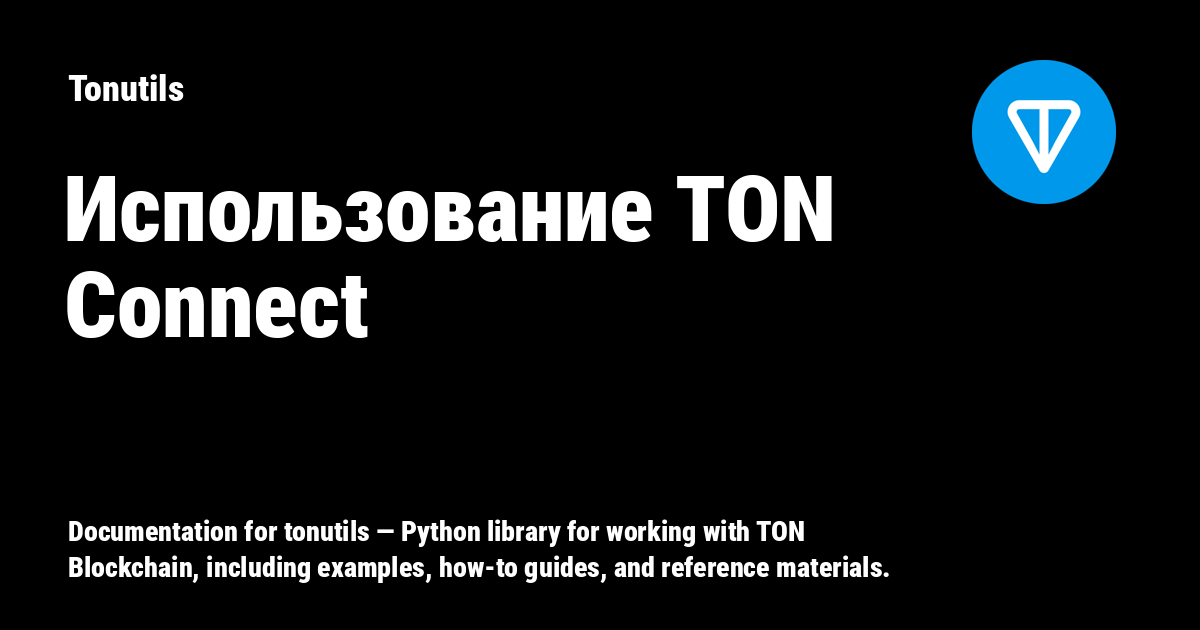 Tonutils
Использование TON
Connect
Documentation for tonutils — Python library for working with TON
Blockchain, including examples, how-to guides, and reference materials.